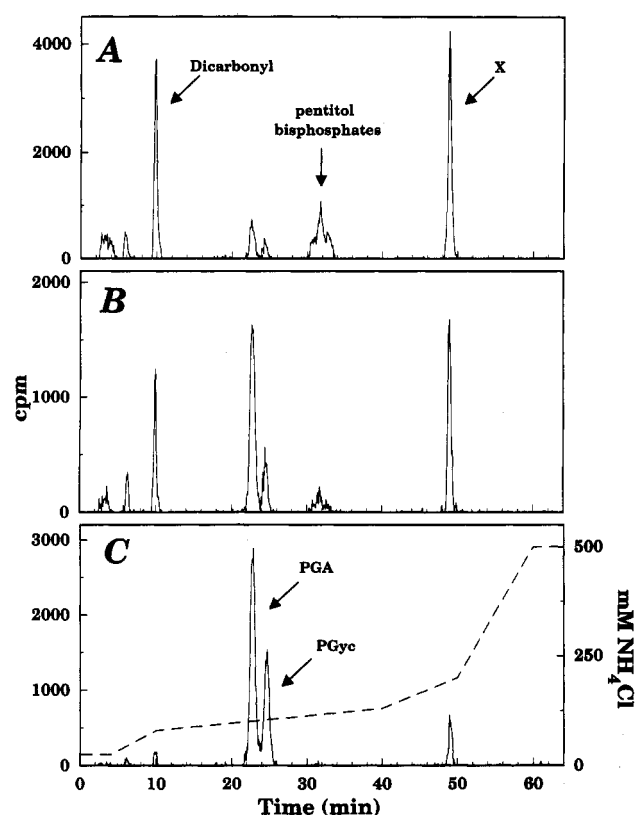 A
4000
2000
0
Dicarbonyl
pentitol
bisphosphates
X
B
2000
1000
0
cpm
C
3000
2000
1000
0
PGA
PGyc
500
250
0
mM NH4Cl
0 10 20 30 40 50 60
Time (min)